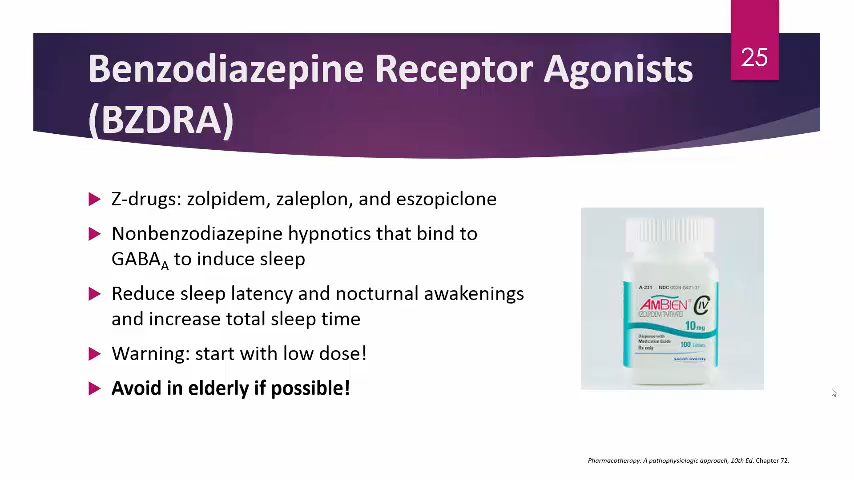 25
Benzodiazepine Receptor Agonists
(BZDRA)
Z-drugs: zolpidem, zaleplon, and eszopiclone
Nonbenzodiazepine hypnotics that bind to
GABAA to induce sleep
Reduce sleep latency and nocturnal awakenings
and increase total sleep time
Warning: start with low dose!
Avoid in elderly if possible!
AMBIEN CIV
10 mg
100
Rx only
Pharmacotherapy: A pathophysiologic approach, 10th Ed. Chapter 72.